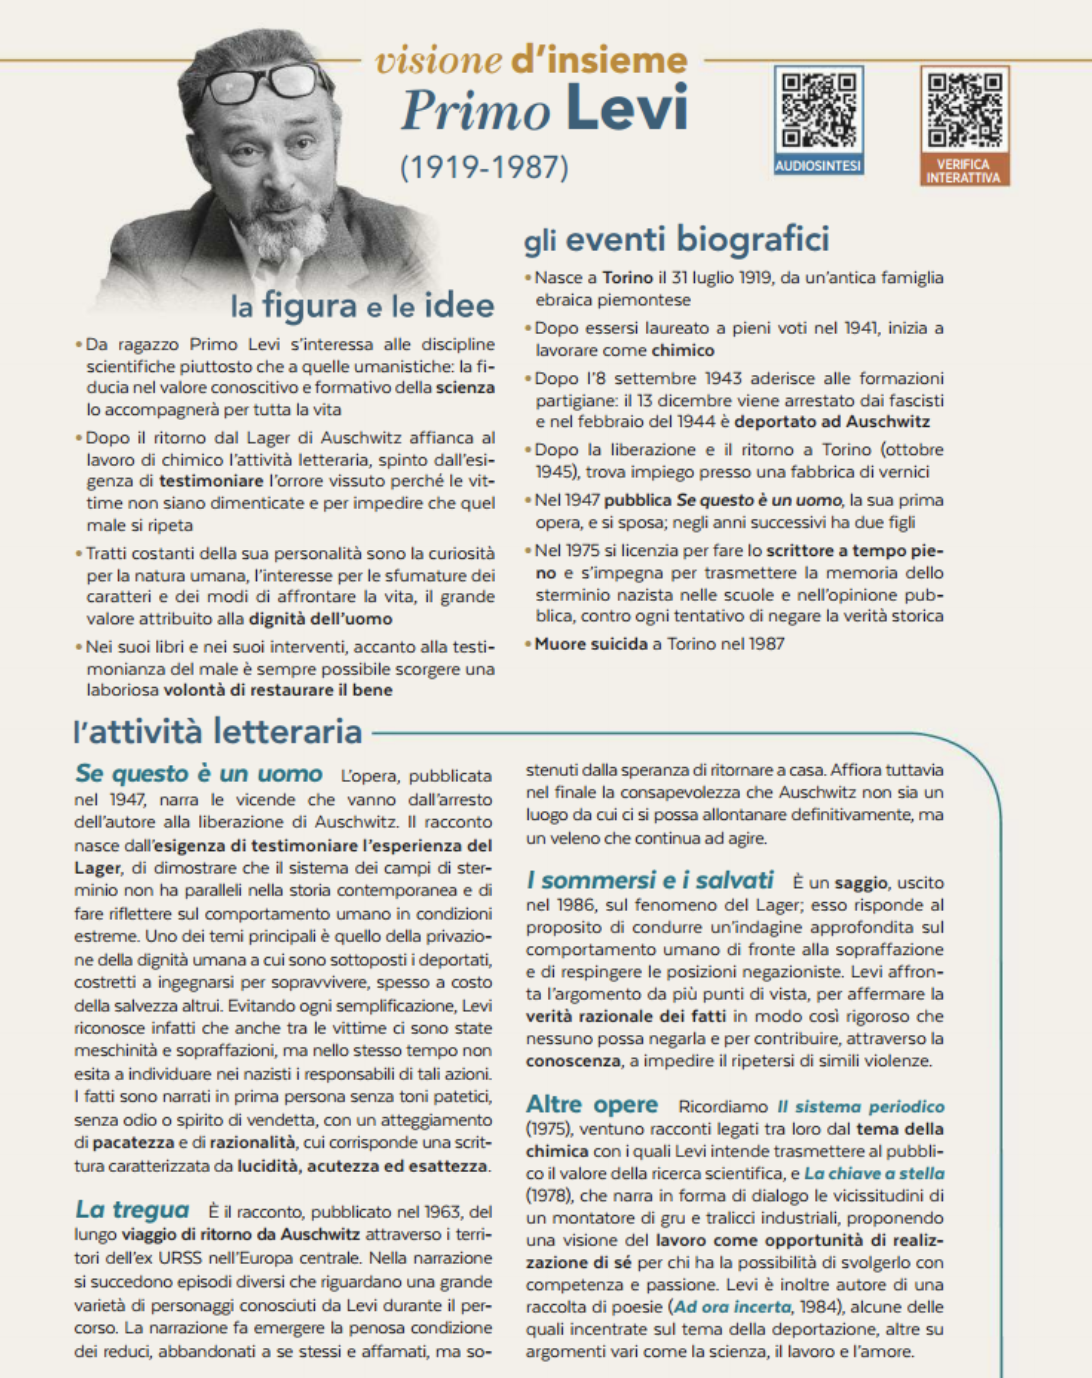 visione d'insieme
Primo Levi
(1919-1987)
AUDIOSINTESI
VERIFICA
INTERATTIVA
la figura e le idee
• Da ragazzo Primo Levi s'interessa alle discipline
scientifiche piuttosto che a quelle umanistiche: la fi-
ducia nel valore conoscitivo e formativo della scienza
lo accompagnerà per tutta la vita
• Dopo il ritorno dal Lager di Auschwitz affianca al
lavoro di chimico l'attività letteraria, spinto dall'esi-
genza di testimoniare l'orrore vissuto perché le vit-
time non siano dimenticate e per impedire che quel
male si ripeta
• Tratti costanti della sua personalità sono la curiosità
per la natura umana, l'interesse per le sfumature dei
caratteri e dei modi di affrontare la vita, il grande
valore attribuito alla dignità dell'uomo
• Nei suoi libri e nei suoi interventi, accanto alla testi-
monianza del male è sempre possibile scorgere una
laboriosa volontà di restaurare il bene
gli eventi biografici
• Nasce a Torino il 31 luglio 1919, da un'antica famiglia
ebraica piemontese
• Dopo essersi laureato a pieni voti nel 1941, inizia a
lavorare come chimico
• Dopo l'8 settembre 1943 aderisce alle formazioni
partigiane: il 13 dicembre viene arrestato dai fascisti
e nel febbraio del 1944 è deportato ad Auschwitz
• Dopo la liberazione e il ritorno a Torino (ottobre
1945), trova impiego presso una fabbrica di vernici
• Nel 1947 pubblica Se questo è un uomo, la sua prima
opera, e si sposa; negli anni successivi ha due figli
• Nel 1975 si licenzia per fare lo scrittore a tempo pie-
no e s'impegna per trasmettere la memoria dello
sterminio nazista nelle scuole e nell'opinione pub-
blica, contro ogni tentativo di negare la verità storica
• Muore suicida a Torino nel 1987
l'attività letteraria
Se questo è un uomo L'opera, pubblicata
nel 1947, narra le vicende che vanno dall'arresto
dell'autore alla liberazione di Auschwitz. Il racconto
nasce dall'esigenza di testimoniare l'esperienza del
Lager, di dimostrare che il sistema dei campi di ster-
minio non ha paralleli nella storia contemporanea e di
fare riflettere sul comportamento umano in condizioni
estreme. Uno dei temi principali è quello della privazio-
ne della dignità umana a cui sono sottoposti i deportati,
costretti a ingegnarsi per sopravvivere, spesso a costo
della salvezza altrui. Evitando ogni semplificazione, Levi
riconosce infatti che anche tra le vittime ci sono state
meschinità e sopraffazioni, ma nello stesso tempo non
esita a individuare nei nazisti i responsabili di tali azioni.
I fatti sono narrati in prima persona senza toni patetici,
senza odio o spirito di vendetta, con un atteggiamento
di pacatezza e di razionalità, cui corrisponde una scrit-
tura caratterizzata da lucidità, acutezza ed esattezza.
La tregua È il racconto, pubblicato nel 1963, del
lungo viaggio di ritorno da Auschwitz attraverso i terri-
tori dell'ex URSS nell'Europa centrale. Nella narrazione
si succedono episodi diversi che riguardano una grande
varietà di personaggi conosciuti da Levi durante il per-
corso. La narrazione fa emergere la penosa condizione
dei reduci, abbandonati a se stessi e affamati, ma so-
stenuti dalla speranza di ritornare a casa. Affiora tuttavia
nel finale la consapevolezza che Auschwitz non sia un
luogo da cui ci si possa allontanare definitivamente, ma
un veleno che continua ad agire.
I sommersi e i salvati È un saggio, uscito
nel 1986, sul fenomeno del Lager; esso risponde al
proposito di condurre un'indagine approfondita sul
comportamento umano di fronte alla sopraffazione
e di respingere le posizioni negazioniste. Levi affron-
ta l'argomento da più punti di vista, per affermare la
verità razionale dei fatti in modo così rigoroso che
nessuno possa negarla e per contribuire, attraverso la
conoscenza, a impedire il ripetersi di simili violenze.
Altre opere Ricordiamo Il sistema periodico
(1975), ventuno racconti legati tra loro dal tema della
chimica con i quali Levi intende trasmettere al pubbli-
co il valore della ricerca scientifica, e La chiave a stella
(1978), che narra in forma di dialogo le vicissitudini di
un montatore di gru e tralicci industriali, proponendo
una visione del lavoro come opportunità di realiz-
zazione di sé per chi ha la possibilità di svolgerlo con
competenza e passione. Levi è inoltre autore di una
raccolta di poesie (Ad ora incerta, 1984), alcune delle
quali incentrate sul tema della deportazione, altre su
argomenti vari come la scienza, il lavoro e l'amore.